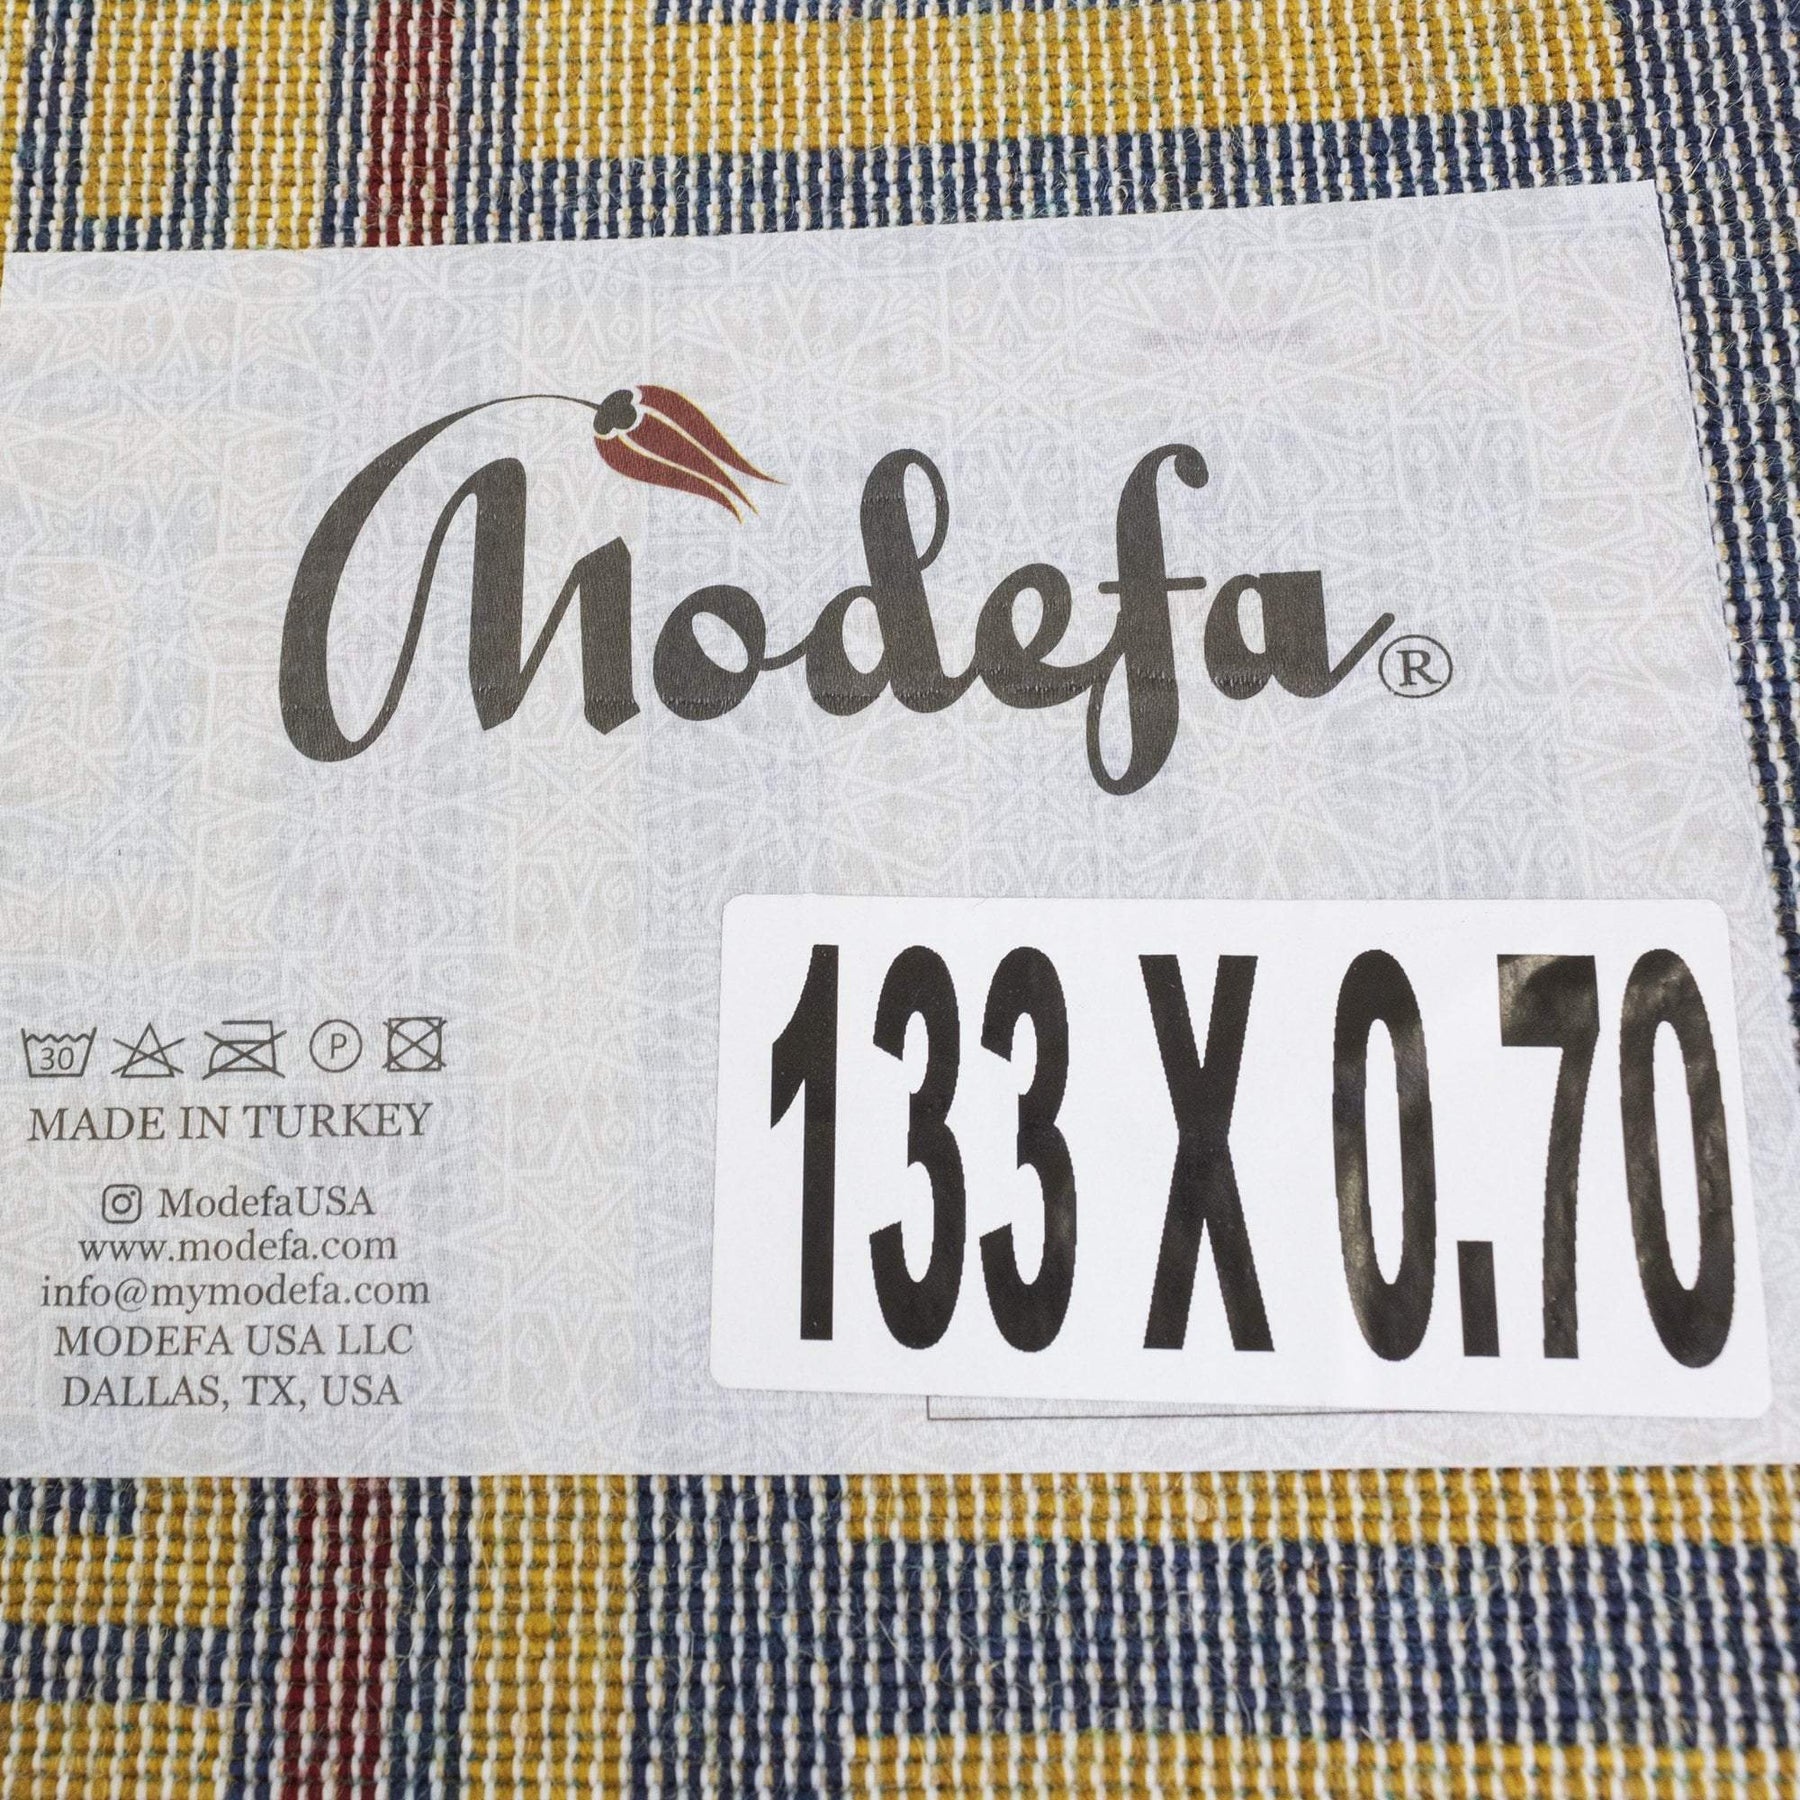 Modefa®
133 X 0.70
30 P
MADE IN TURKEY
ModefaUSA
www.modefa.com
info@mymodefa.com
MODEFA USA LLC
DALLAS, TX, USA